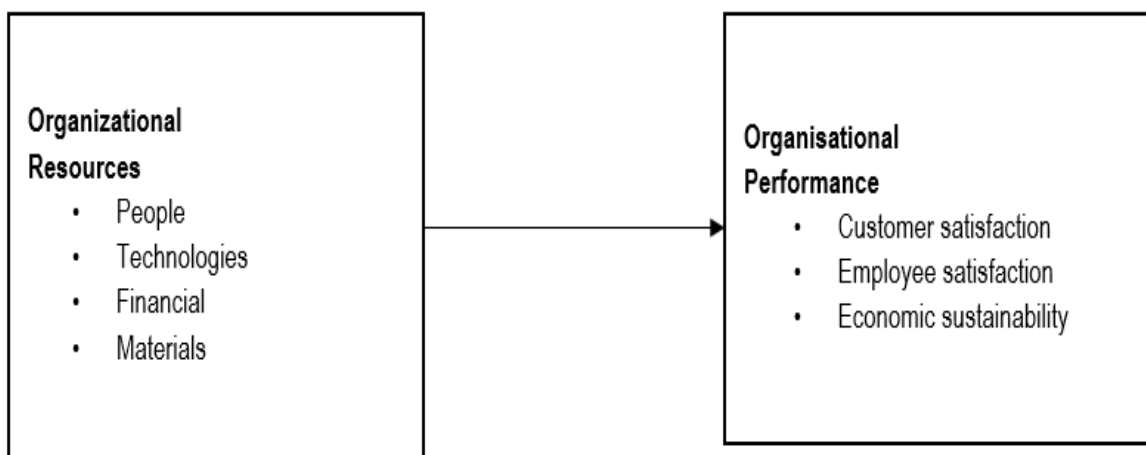 Organizational
Resources
• People
• Technologies
• Financial
• Materials
Organisational
Performance
• Customer satisfaction
• Employee satisfaction
• Economic sustainability